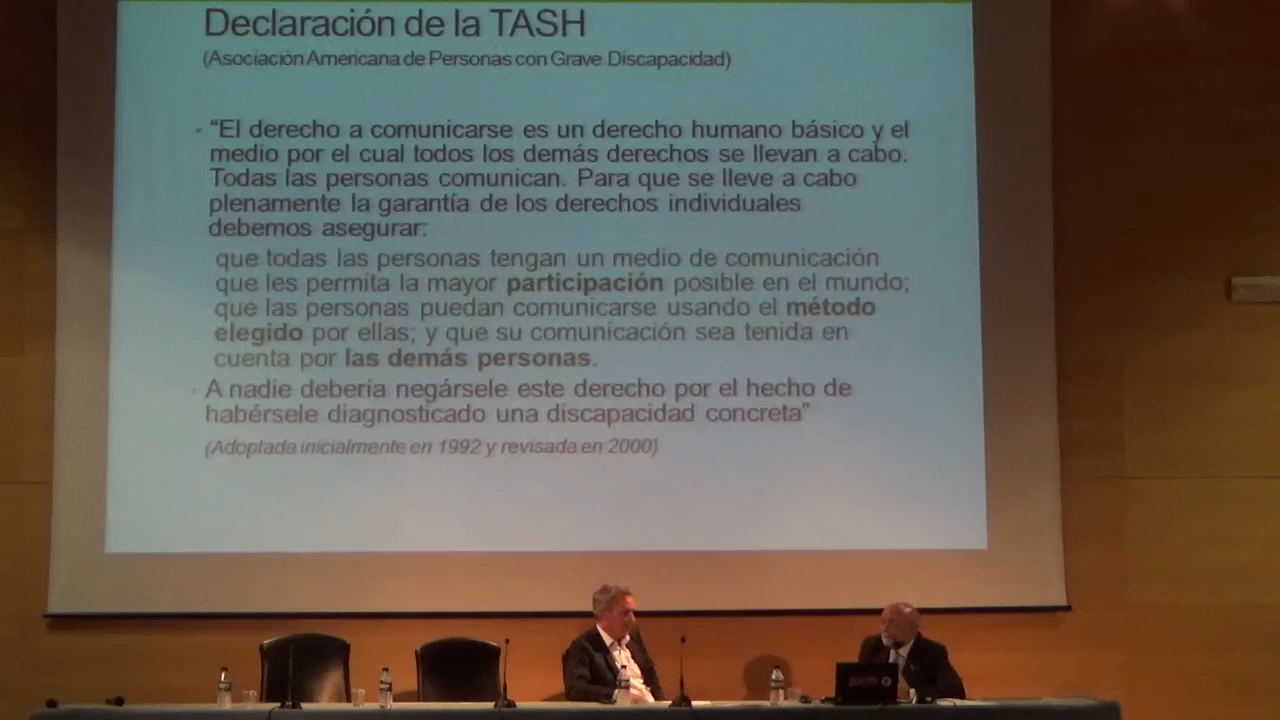 Declaración de la TASH
(Asociación Americana de Personas con Grave Discapacidad)
“El derecho a comunicarse es un derecho humano básico y el
medio por el cual todos los demás derechos se llevan a cabo.
Todas las personas comunican. Para que se lleve a cabo
plenamente la garantía de los derechos individuales
debemos asegurar:
que todas las personas tengan un medio de comunicación
que les permita la mayor participación posible en el mundo;
que las personas puedan comunicarse usando el método
elegido por ellas; y que su comunicación sea tenida en
cuenta por las demás personas.
A nadie debería negársele este derecho por el hecho de
habérsele diagnosticado una discapacidad concreta”
(Adoptada inicialmente en 1992 y revisada en 2000)